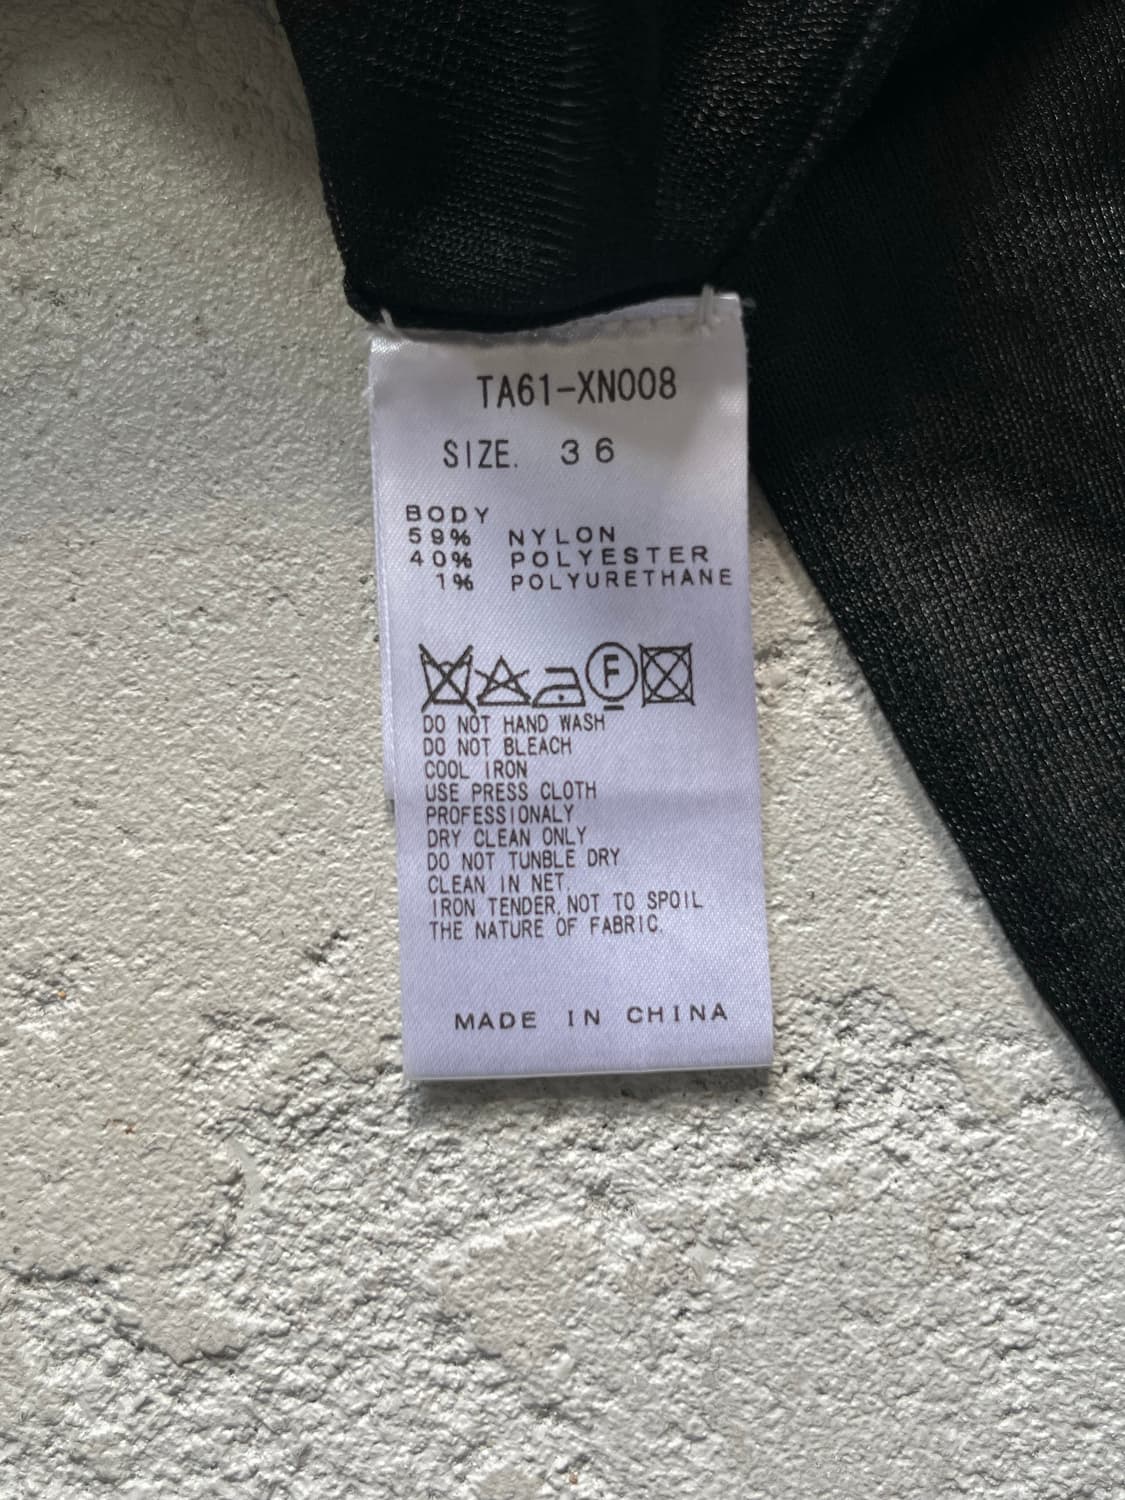 TA61-XN008
SIZE. 36
BODY
59% NYLON
40% POLYESTER
1% POLYURETHANE
F
DO NOT HAND WASH
DO NOT BLEACH
COOL IRON
USE PRESS CLOTH
PROFESSIONALY
DRY CLEAN ONLY
DO NOT TUNBLE DRY
CLEAN IN NET.
IRON TENDER,NOT TO SPOIL
THE NATURE OF FABRIC.
MADE IN CHINA